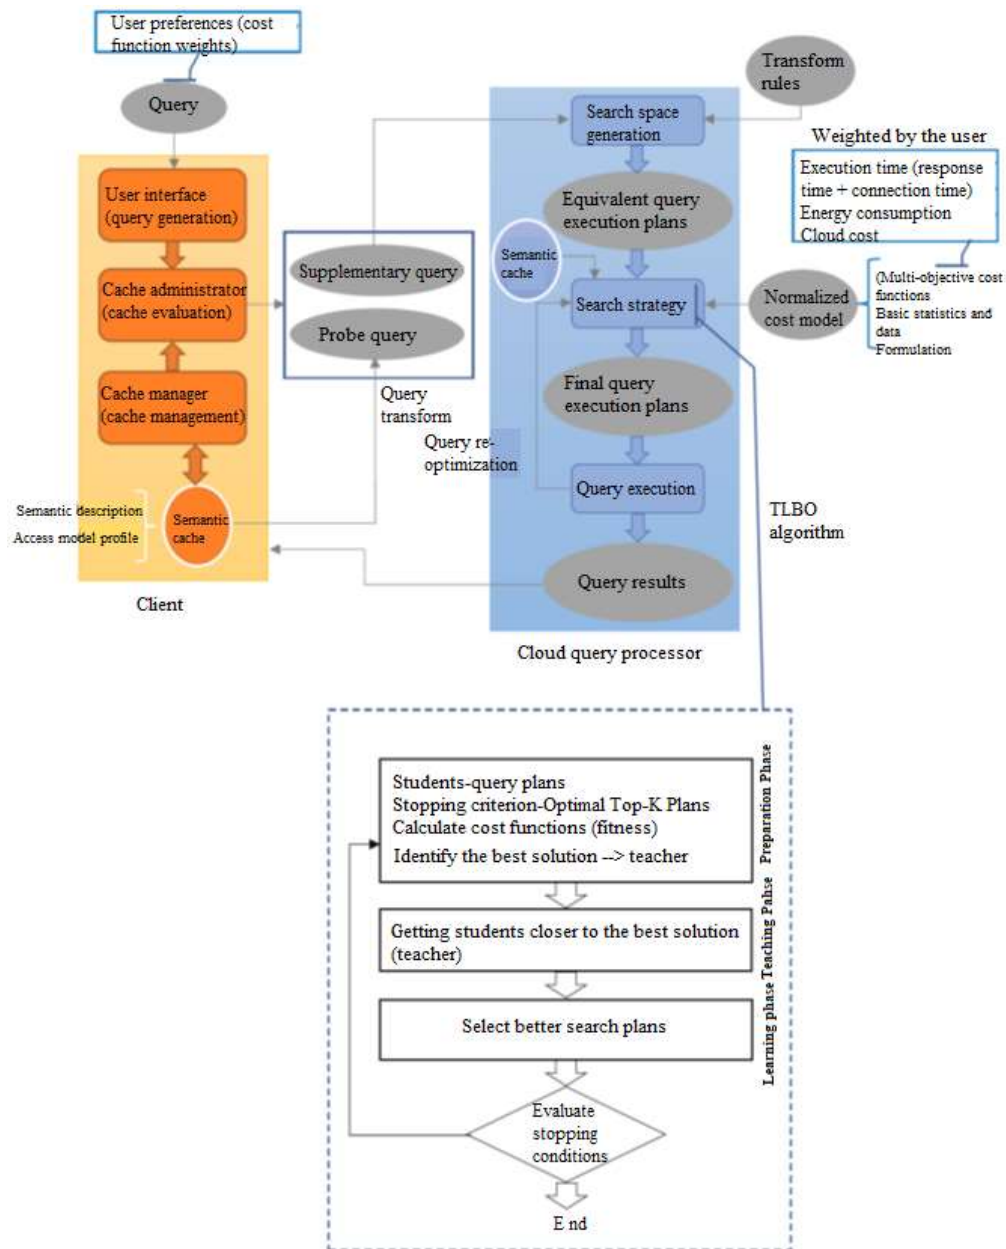 User preferences (cost
function weights)
Query
User interface
(query generation)
Cache administrator
(cache evaluation)
Cache manager
(cache management)
Semantic description
Access model profile
Semantic
cache
Client
Supplementary query
Probe query
Query
transform
Query re-
optimization
Transform
rules
Search space
generation
Equivalent query
execution plans
Semantic
cache
Search strategy
Final query
execution plans
Query execution
Query results
Cloud query processor
Weighted by the user
Execution time (response
time + connection time)
Energy consumption
Cloud cost
Normalized
cost model
(Multi-objective cost
functions
Basic statistics and
data
Formulation
TLBO
algorithm
Students-query plans
Stopping criterion-Optimal Top-K Plans
Calculate cost functions (fitness)
Identify the best solution --> teacher
Getting students closer to the best solution
(teacher)
Select better search plans
Evaluate
stopping
conditions
E nd
Learning phase Teaching Pahse Preparation Phase